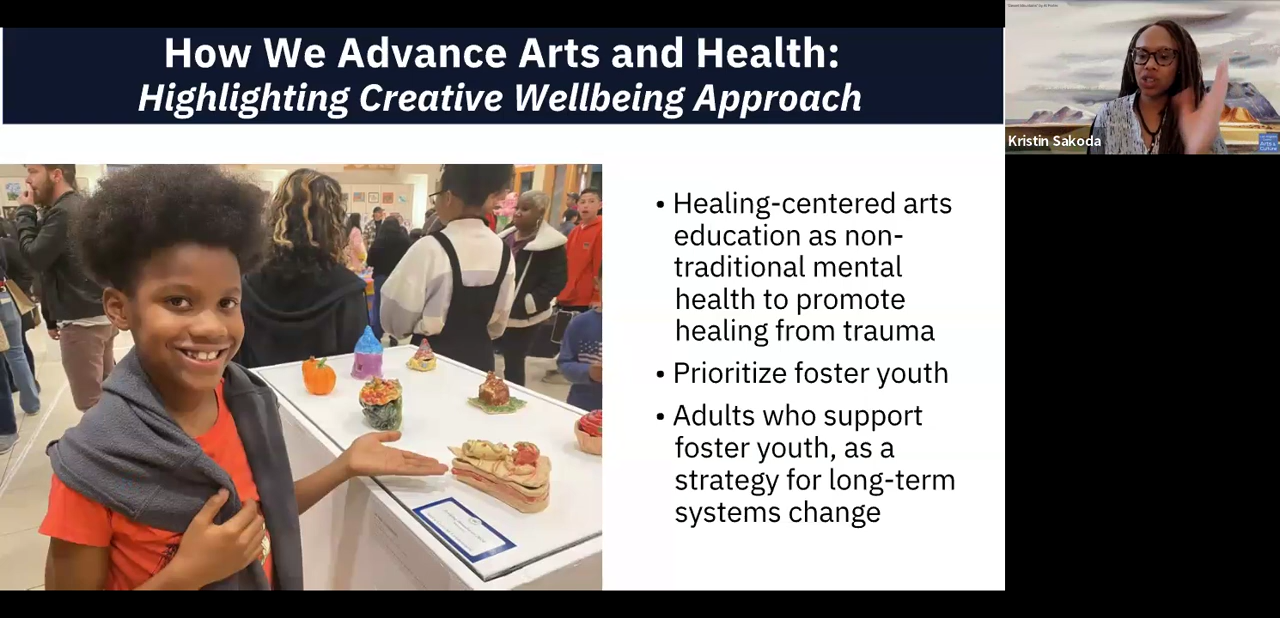 How We Advance Arts and Health:
Highlighting Creative Wellbeing Approach
Kristin Sakoda
Arts &
Culture
• Healing-centered arts
education as non-
traditional mental
health to promote
healing from trauma
• Prioritize foster youth
• Adults who support
foster youth, as a
strategy for long-term
systems change